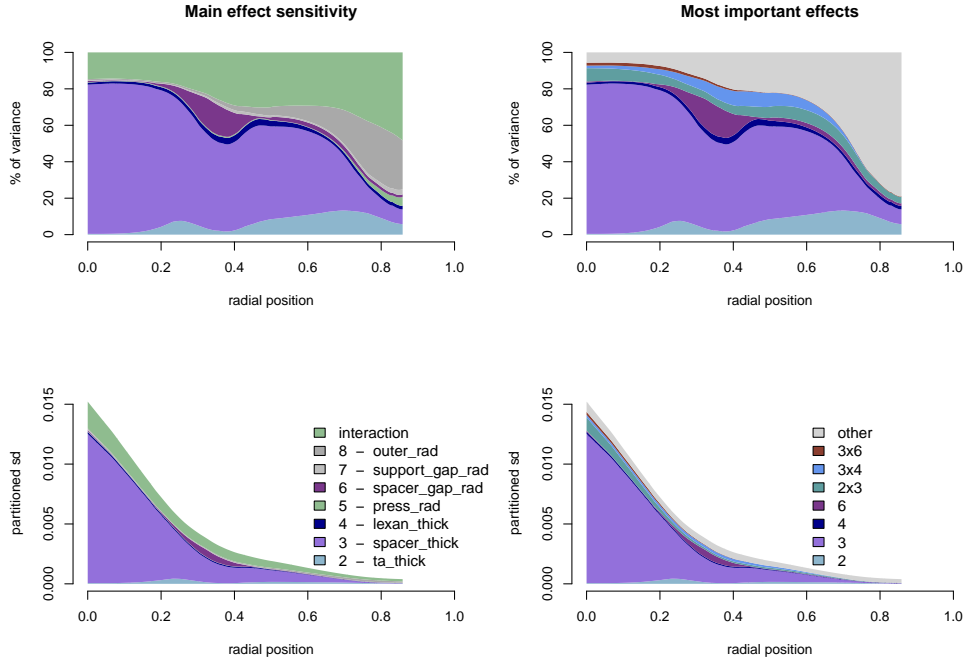 Main effect sensitivity
% of variance
0 20 40 60 80 100
0.0 0.2 0.4 0.6 0.8 1.0
radial position
Most important effects
% of variance
0 20 40 60 80 100
0.0 0.2 0.4 0.6 0.8 1.0
radial position
partitioned sd
0.000 0.005 0.010 0.015
interaction
8 – outer_rad
7 – support_gap_rad
6 – spacer_gap_rad
5 – press_rad
4 – lexan_thick
3 – spacer_thick
2 – ta_thick
0.0 0.2 0.4 0.6 0.8 1.0
radial position
partitioned sd
0.000 0.005 0.010 0.015
other
3x6
3x4
2x3
6
4
3
2
0.0 0.2 0.4 0.6 0.8 1.0
radial position